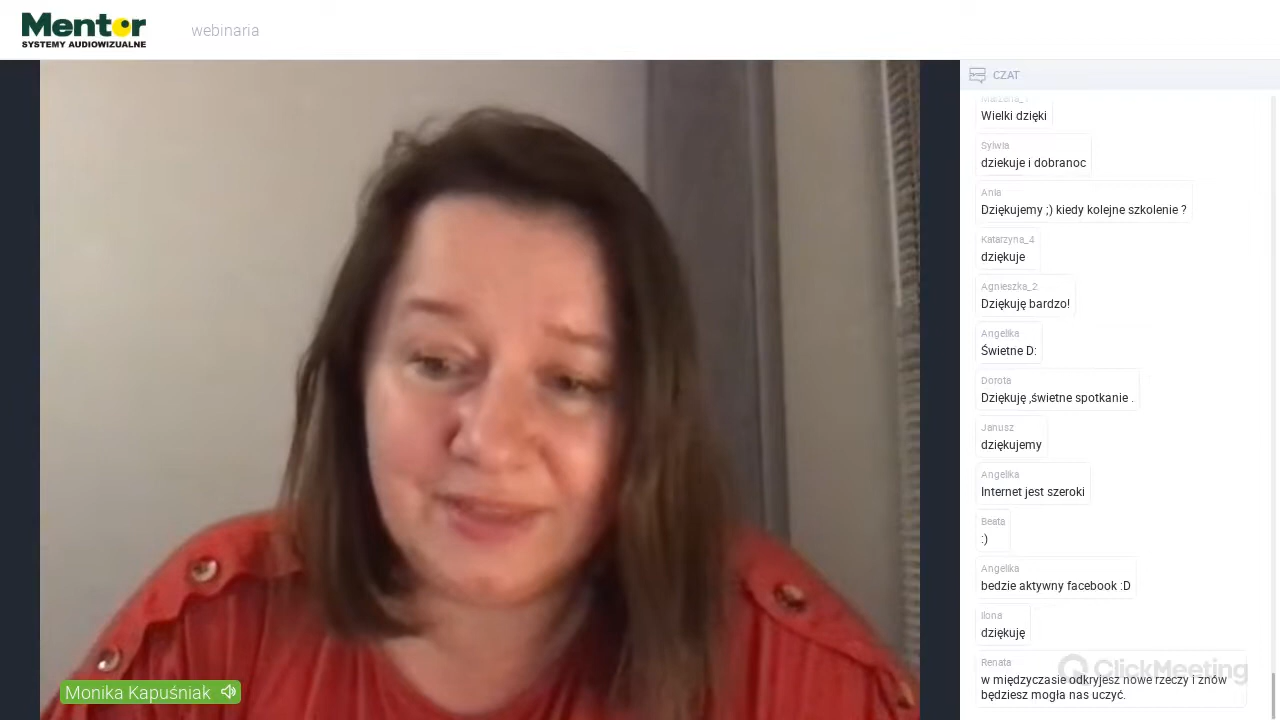 Mentor
SYSTEMY AUDIOWIZUALNE
webinaria
CZAT
Marzena_1
Wielki dzięki
Sylwia
dziekuje i dobranoc
Ania
Dziękujemy ;) kiedy kolejne szkolenie ?
Katarzyna_4
dziękuje
Agnieszka_2
Dziękuję bardzo!
Angelika
Świetne D:
Dorota
Dziękuję ,świetne spotkanie .
Janusz
dziękujemy
Angelika
Internet jest szeroki
Beata
:)
Angelika
bedzie aktywny facebook :D
Ilona
dziękuję
Renata
w międzyczasie odkryjesz nowe rzeczy i znów
będziesz mogła nas uczyć.
ClickMeeting
Monika Kapuśniak